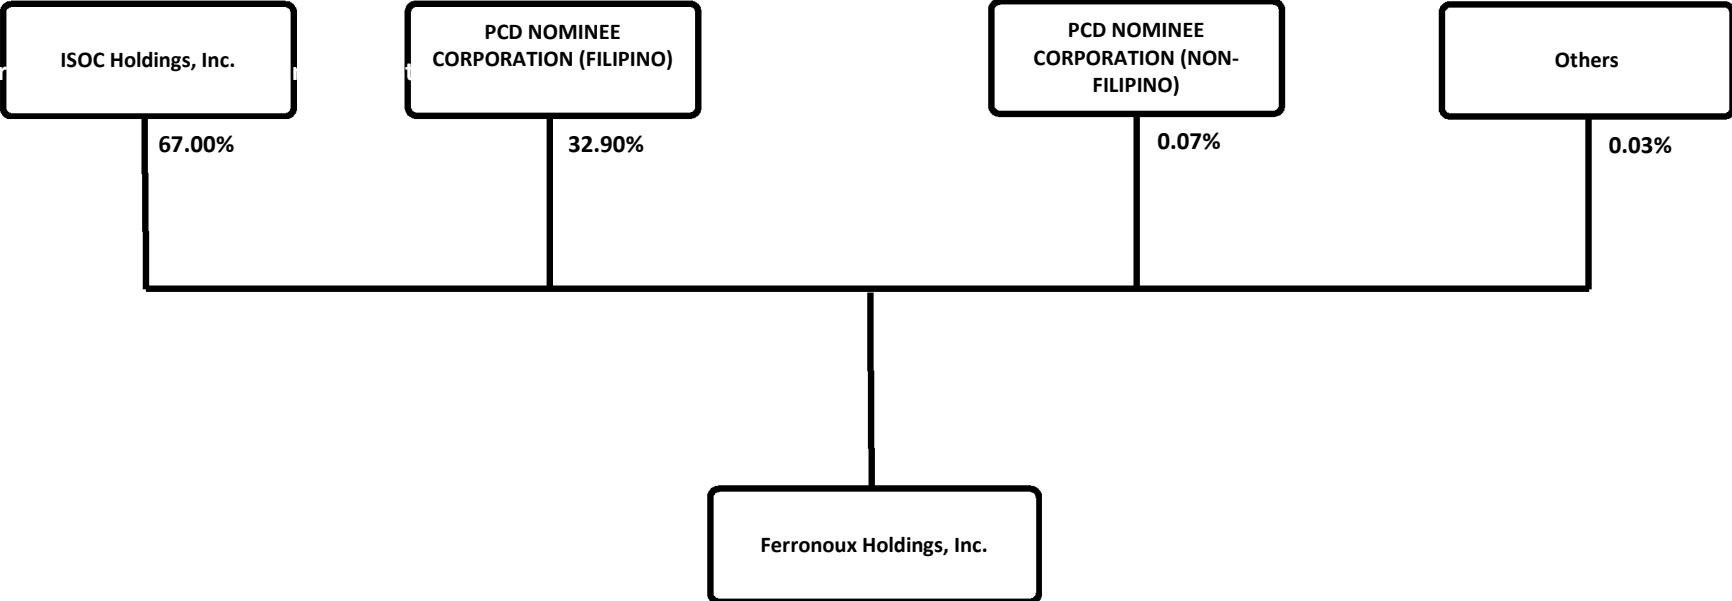 ISOC Holdings, Inc.
PCD NOMINEE
CORPORATION (FILIPINO)
PCD NOMINEE
CORPORATION (NON-
FILIPINO)
Others
67.00%
32.90%
0.07%
0.03%
Ferronoux Holdings, Inc.